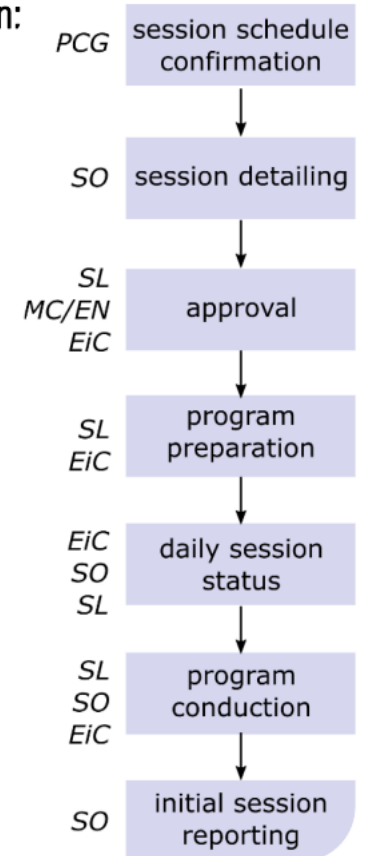 n:
PCG
session schedule
confirmation
SO
session detailing
SL
MC/EN
EiC
approval
SL
EiC
program
preparation
EiC
SO
SL
daily session
status
SL
SO
EiC
program
conduction
SO
initial session
reporting